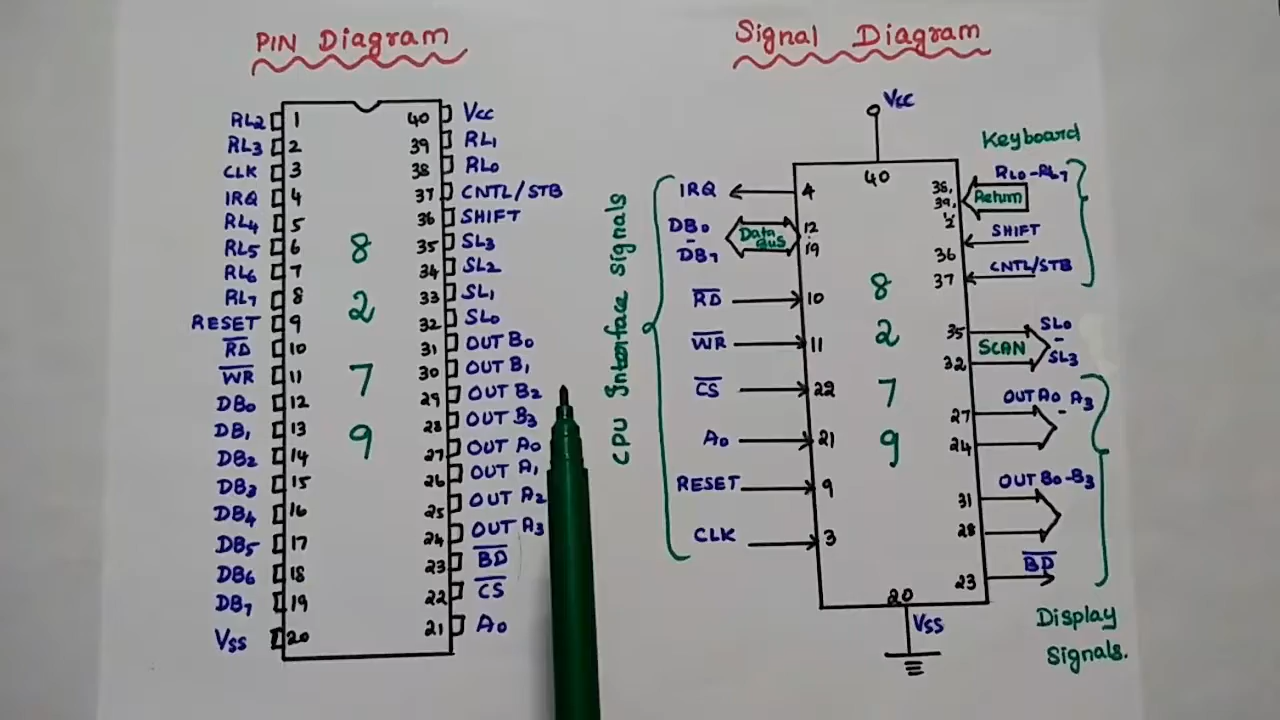 PIN Diagram
RL2 1
RL3 2
CLK 3
IRQ 4
RL4 5
RL5 6
RL6 7
RL7 8
RESET 9
R̅D̅ 10
W̅R̅ 11
DB0 12
DB1 13
DB2 14
DB3 15
DB4 16
DB5 17
DB6 18
DB7 19
Vss 20
8
2
7
9
40 Vcc
39 RL1
38 RL0
37 CNTL/STB
36 SHIFT
35 SL3
34 SL2
33 SL1
32 SL0
31 OUT B0
30 OUT B1
29 OUT B2
28 OUT B3
27 OUT A0
26 OUT A1
25 OUT A2
24 OUT A3
23 B̅D̅
22 C̅S̅
21 A0
Signal Diagram
Vcc
40
CPU Interface signals
IRQ 4
DB0 12
-
DB7 19
Data
bus
R̅D̅ 10
W̅R̅ 11
C̅S̅ 22
A0 21
RESET 9
CLK 3
8
2
7
9
Keyboard
38, RL0-RL7
39, Return
1/2
36 SHIFT
37 CNTL/STB
35 SL0
SCAN -
32 SL3
27 OUT A0 - A3
24
31 OUT B0-B3
28
23 B̅D̅
20
Vss
Display
Signals.